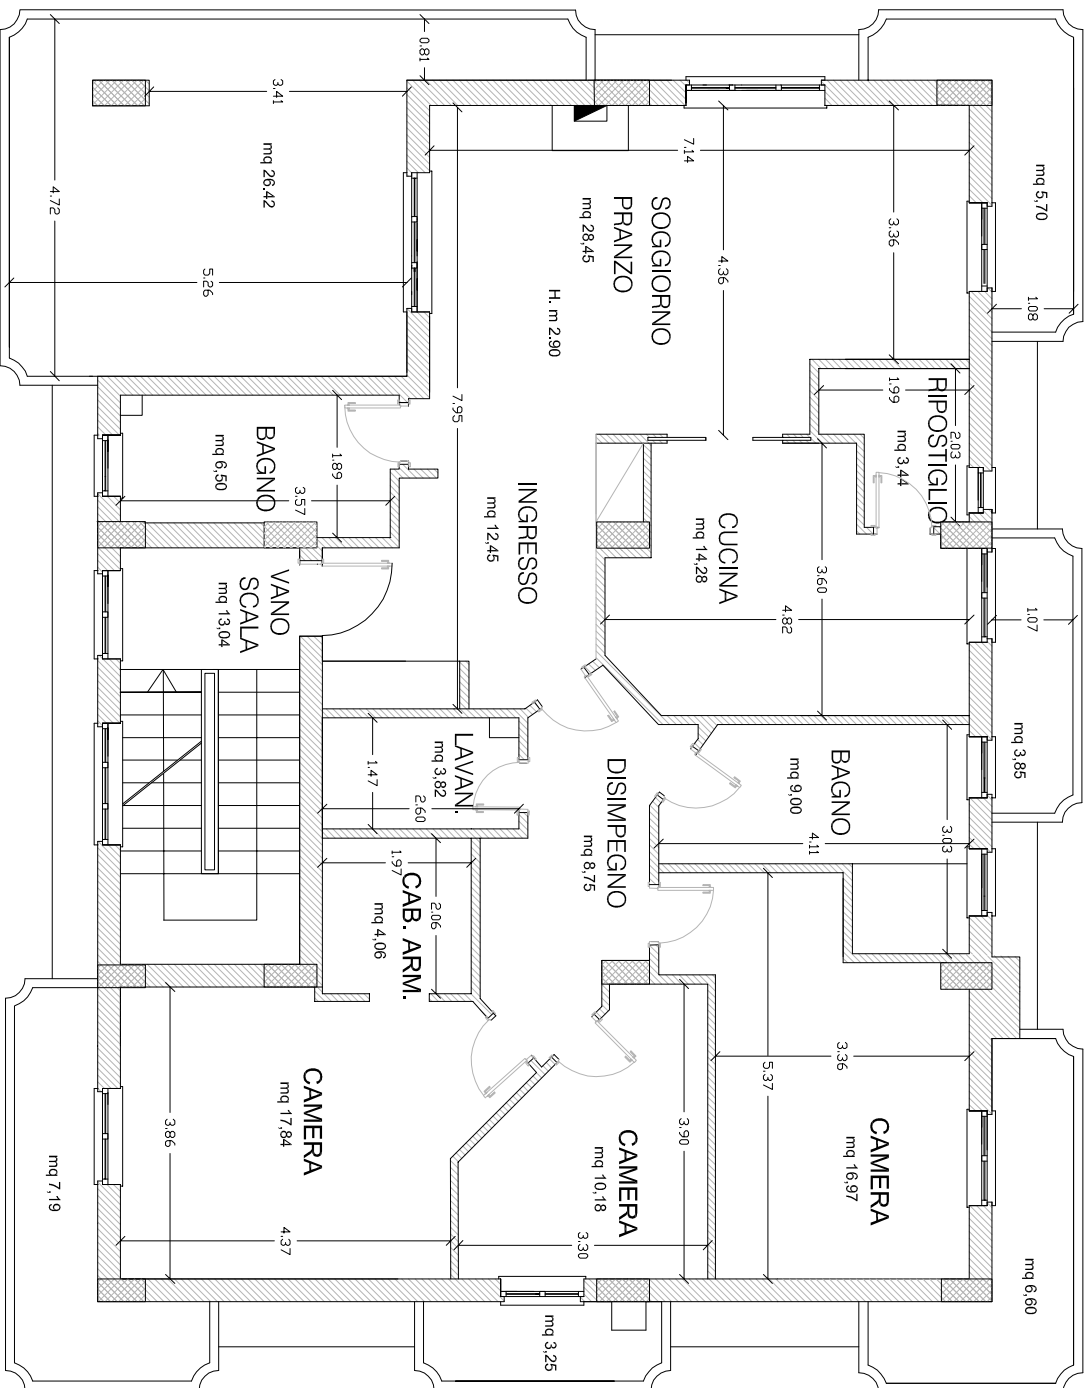 mq 5,70
1.08
mq 3,85
1.07
mq 6,60
mq 26.42
3.41
0.81
4.72
5.26
SOGGIORNO
PRANZO
mq 28,45
H. m 2.90
7.14
4.36
3.36
7.95
RIPOSTIGLIO
mq 3,44
1.99
2.03
CUCINA
mq 14,28
3.60
4.82
INGRESSO
mq 12,45
BAGNO
mq 6,50
1.89
3.57
VANO
SCALA
mq 13,04
LAVAN.
mq 3,82
1.47
2.60
DISIMPEGNO
mq 8,75
BAGNO
mq 9,00
4.11
3.03
CAB. ARM.
mq 4,06
1.97
2.06
CAMERA
mq 17,84
3.86
4.37
CAMERA
mq 10,18
3.90
3.30
CAMERA
mq 16,97
3.36
5.37
mq 7,19
mq 3,25